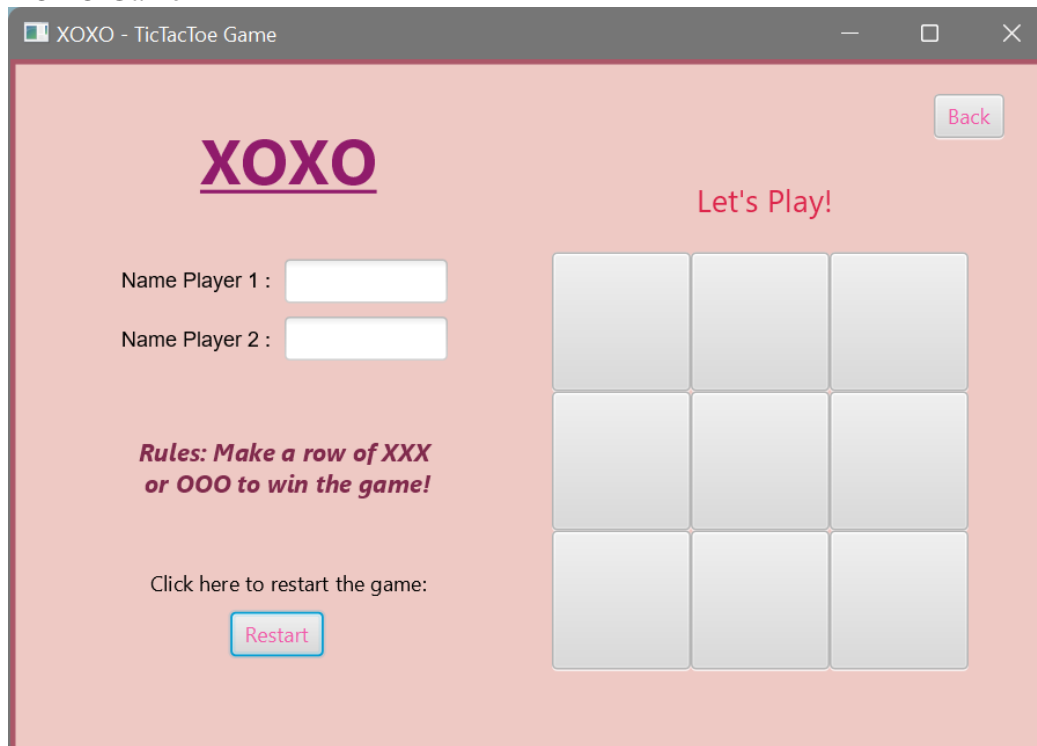 XOXO - TicTacToe Game
Back
XOXO
Let's Play!
Name Player 1 :
Name Player 2 :
Rules: Make a row of XXX
or OOO to win the game!
Click here to restart the game:
Restart